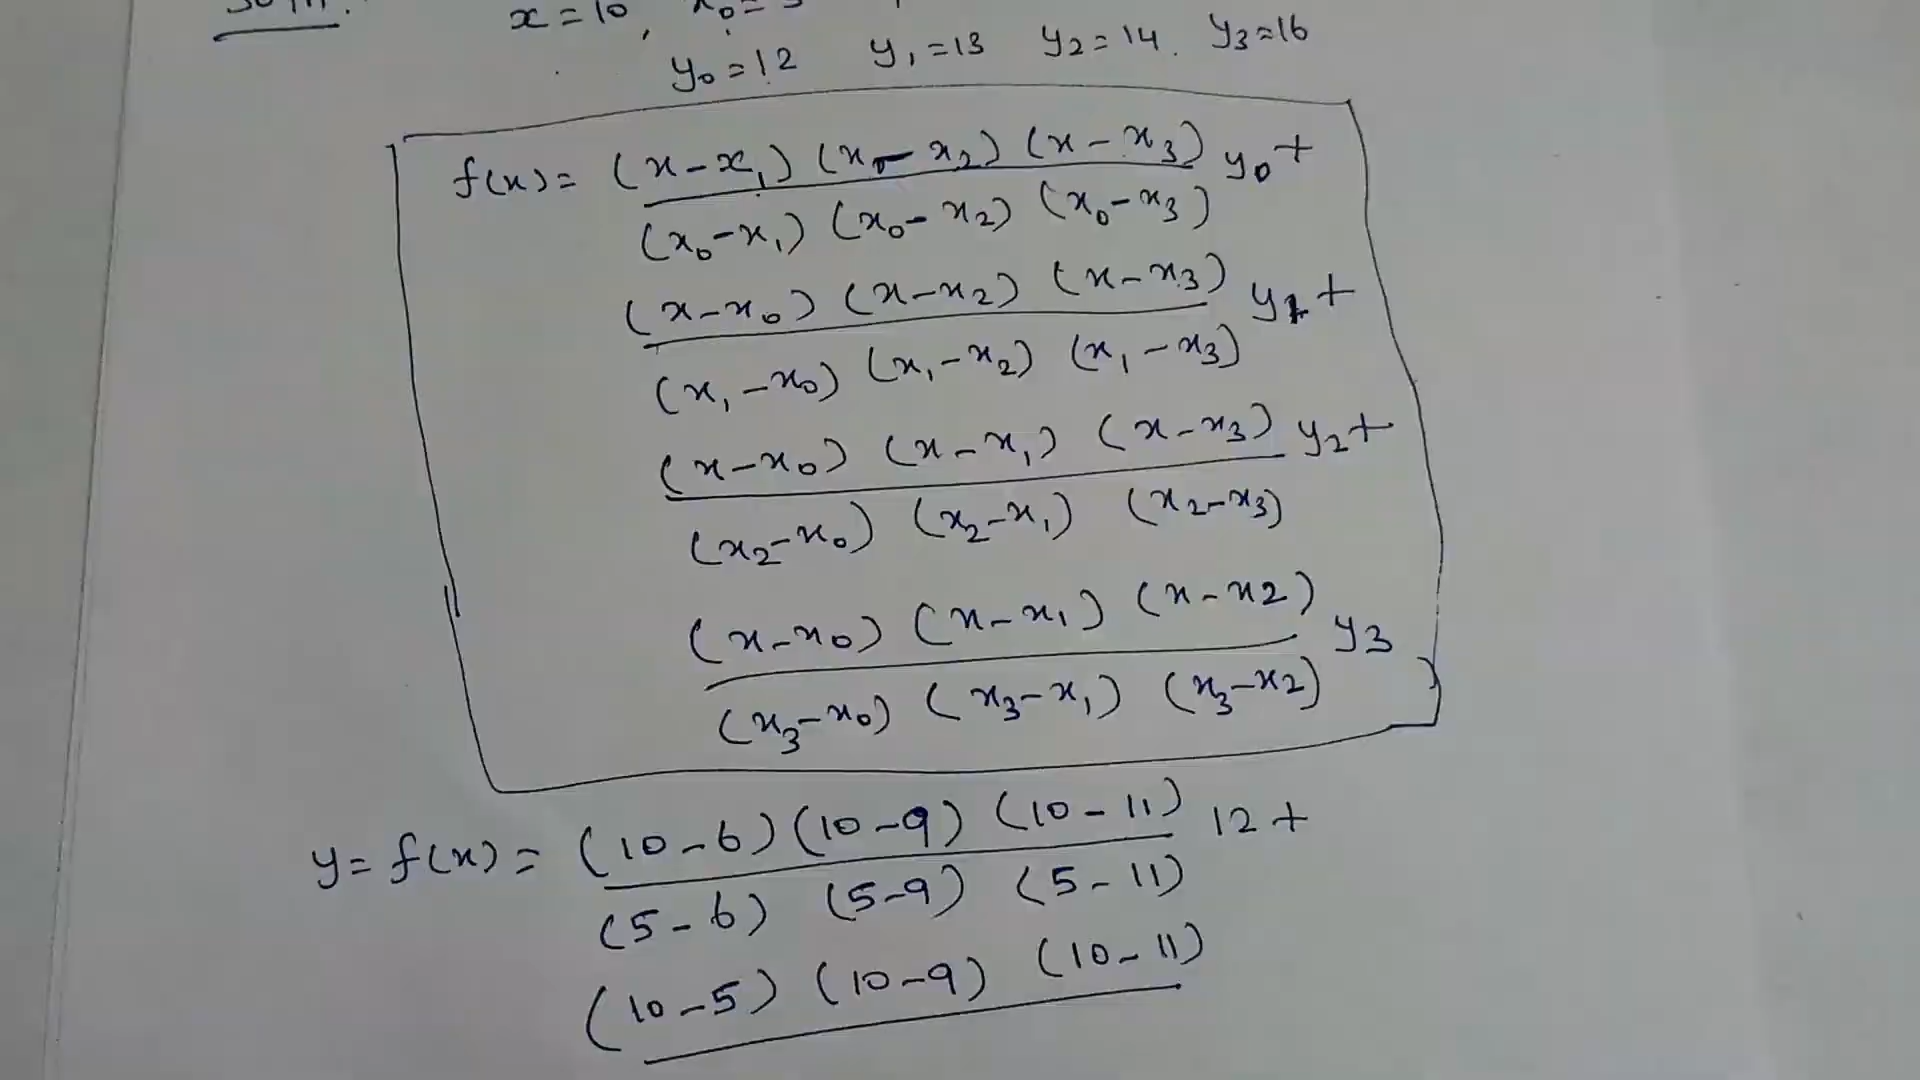 x = 10,
y₀ = 12 y₁ = 13 y₂ = 14. y₃ = 16
f(x) = (x - x₁) (x - x₂) (x - x₃) y₀ +
(x₀ - x₁) (x₀ - x₂) (x₀ - x₃)
(x - x₀) (x - x₂) (x - x₃) y₁ +
(x₁ - x₀) (x₁ - x₂) (x₁ - x₃)
(x - x₀) (x - x₁) (x - x₃) y₂ +
(x₂ - x₀) (x₂ - x₁) (x₂ - x₃)
(x - x₀) (x - x₁) (x - x2) y₃
(x₃ - x₀) (x₃ - x₁) (x₃ - x2)
y = f(x) = (10 - 6) (10 - 9) (10 - 11) 12 +
(5 - 6) (5 - 9) (5 - 11)
(10 - 5) (10 - 9) (10 - 11)